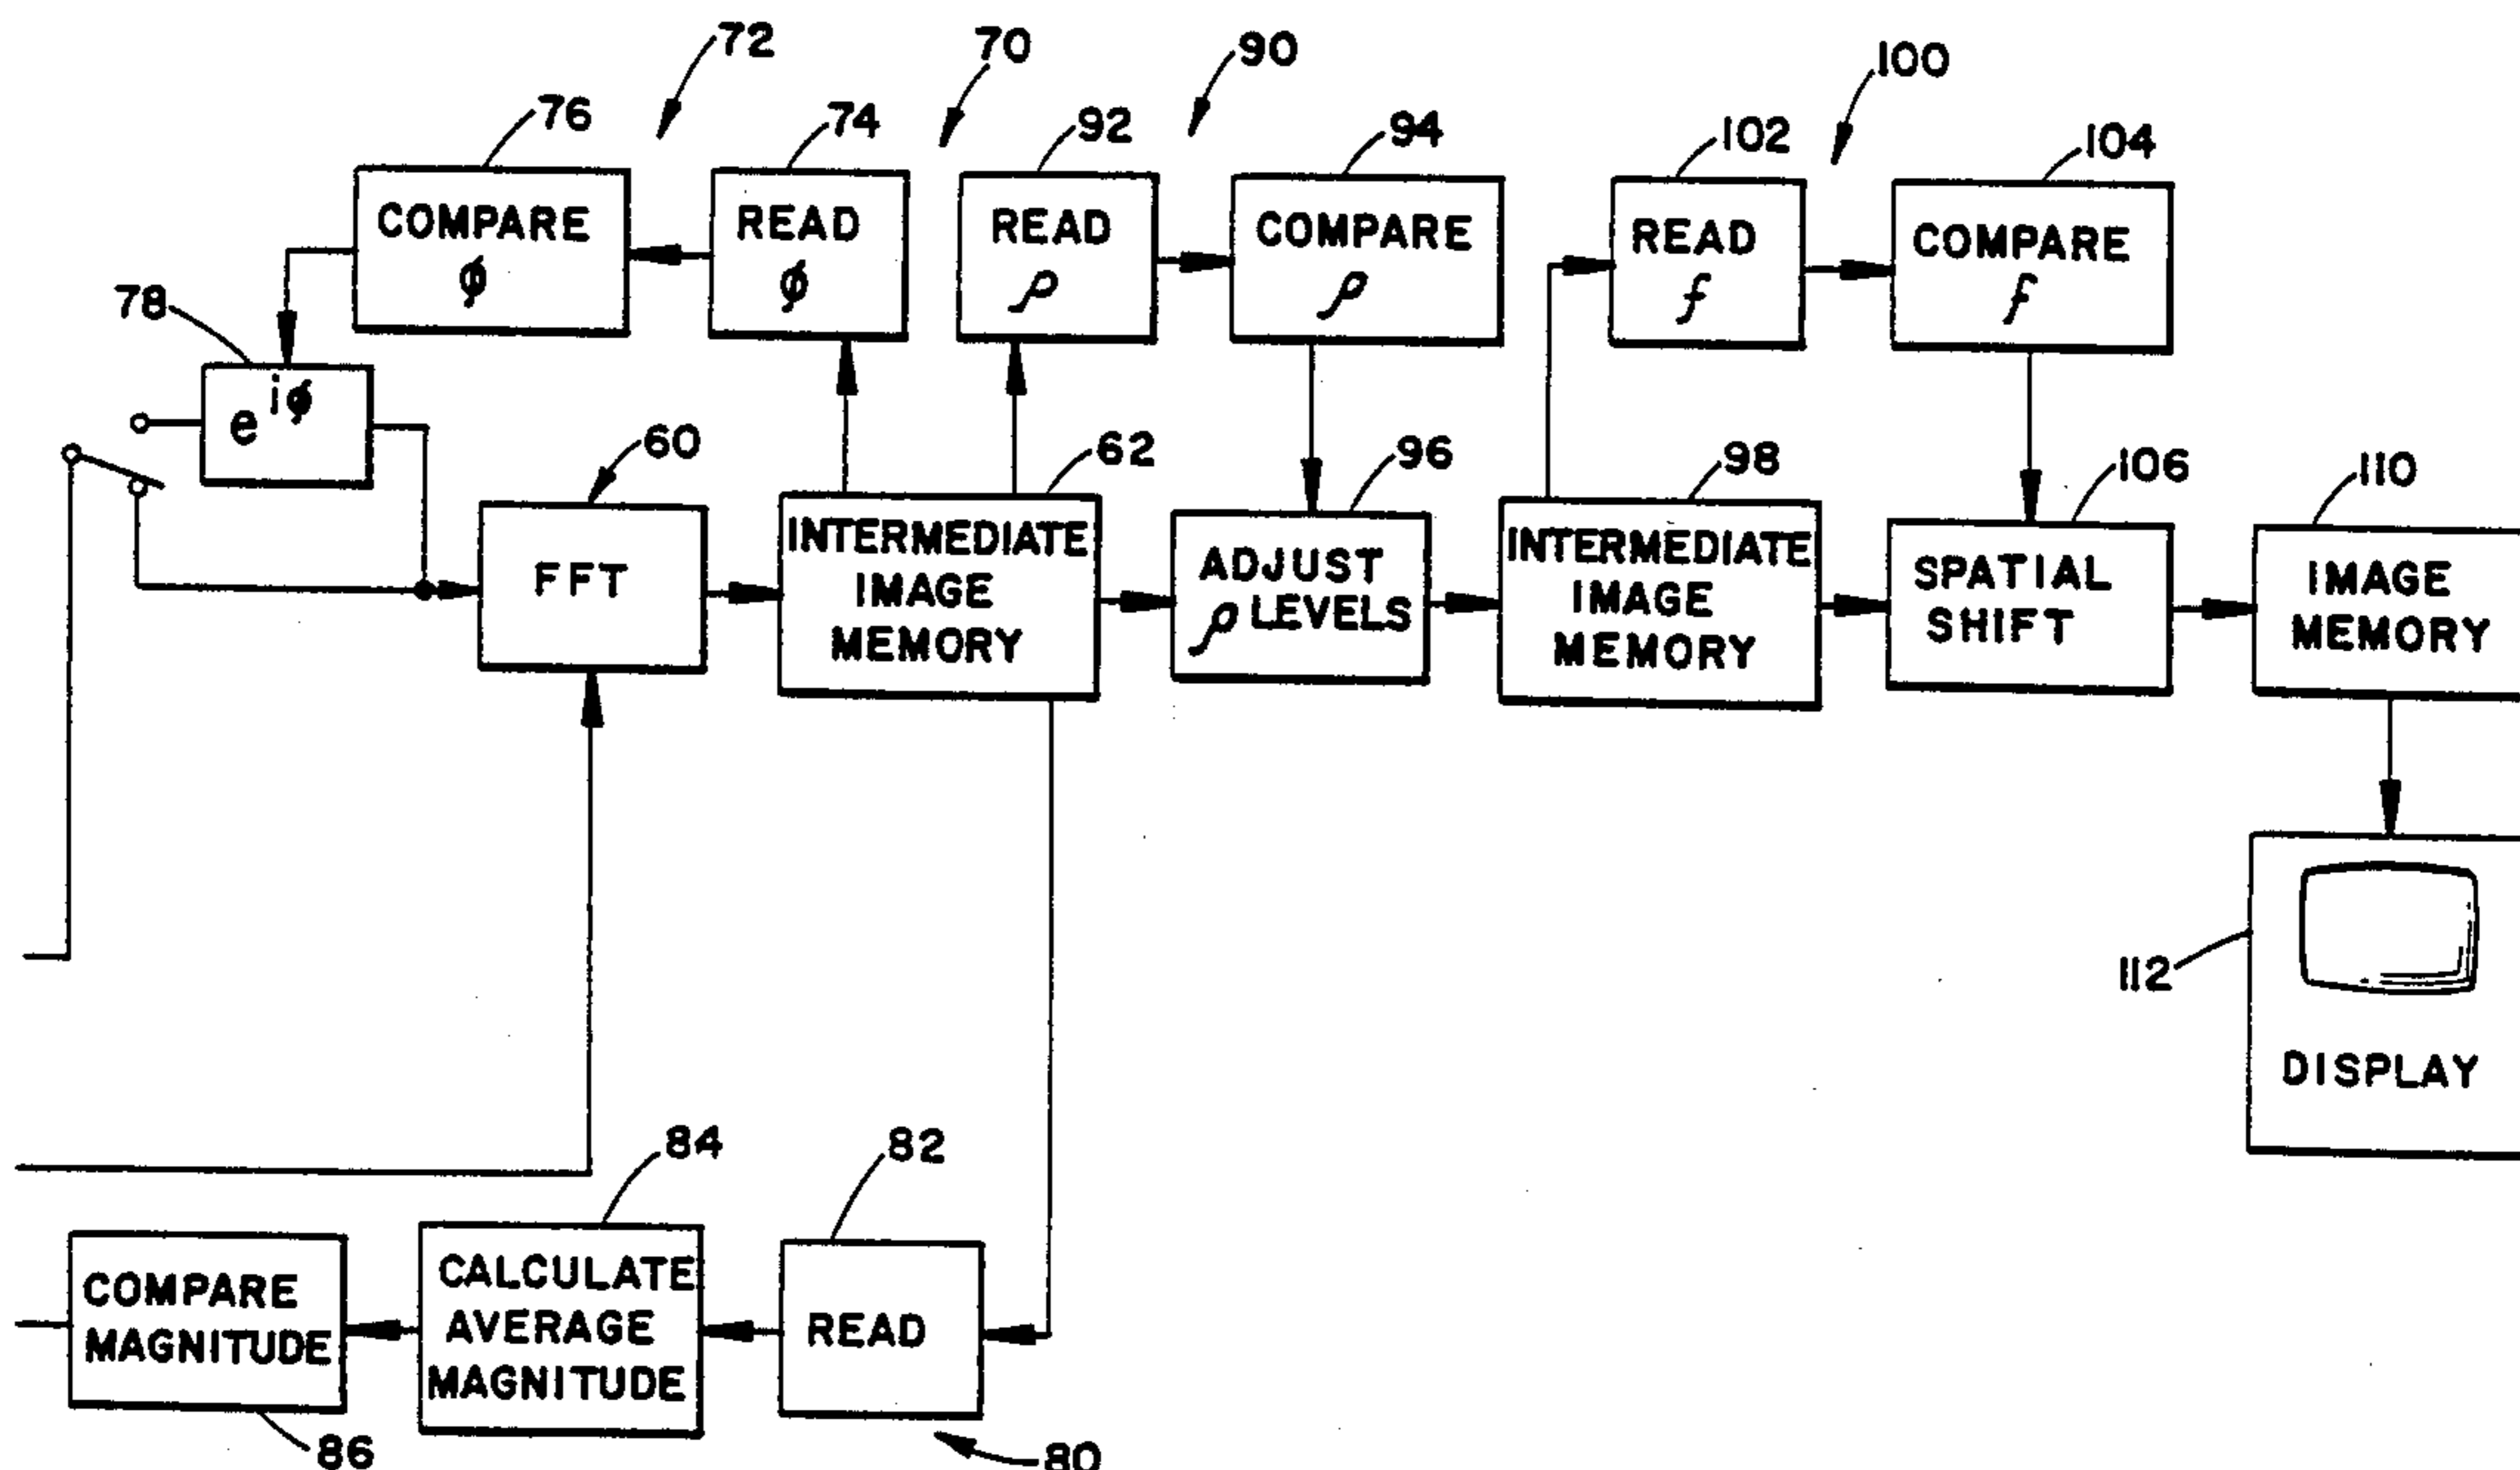 72
70
90
100
76
74
92
94
102
104
COMPARE
φ
READ
φ
READ
ρ
COMPARE
ρ
READ
f
COMPARE
f
78
e^iφ
60
62
96
98
106
110
FFT
INTERMEDIATE
IMAGE
MEMORY
ADJUST
ρ LEVELS
INTERMEDIATE
IMAGE
MEMORY
SPATIAL
SHIFT
IMAGE
MEMORY
112
DISPLAY
84
82
COMPARE
MAGNITUDE
CALCULATE
AVERAGE
MAGNITUDE
READ
86
80